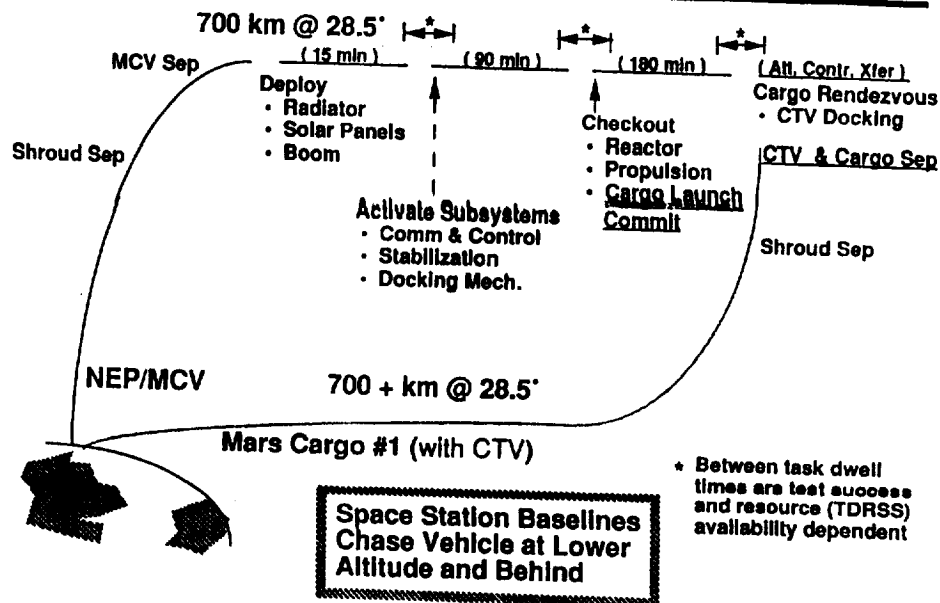 700 km @ 28.5°
*
*
*
MCV Sep
( 15 min )
( 90 min )
( 180 min )
( Att, Contr, Xfer )
Deploy
• Radiator
• Solar Panels
• Boom
Shroud Sep
Activate Subsystems
• Comm & Control
• Stabilization
• Docking Mech.
Checkout
• Reactor
• Propulsion
• Cargo Launch
Commit
Cargo Rendezvous
• CTV Docking
CTV & Cargo Sep
Shroud Sep
NEP/MCV
700 + km @ 28.5°
Mars Cargo #1 (with CTV)
* Between task dwell
times are test success
and resource (TDRSS)
availability dependent
Space Station Baselines
Chase Vehicle at Lower
Altitude and Behind